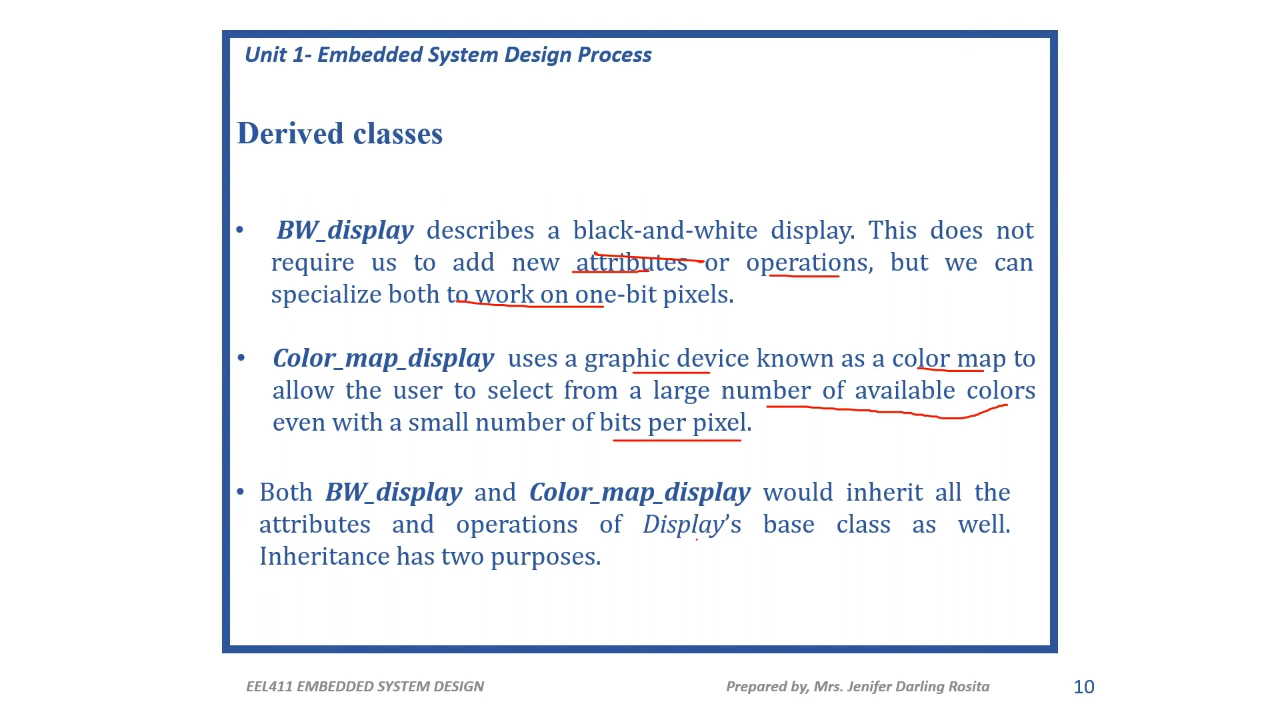 Unit 1- Embedded System Design Process
Derived classes
• BW_display describes a black-and-white display. This does not
require us to add new attributes or operations, but we can
specialize both to work on one-bit pixels.
• Color_map_display uses a graphic device known as a color map to
allow the user to select from a large number of available colors
even with a small number of bits per pixel.
• Both BW_display and Color_map_display would inherit all the
attributes and operations of Display’s base class as well.
Inheritance has two purposes.
EEL411 EMBEDDED SYSTEM DESIGN
Prepared by, Mrs. Jenifer Darling Rosita
10